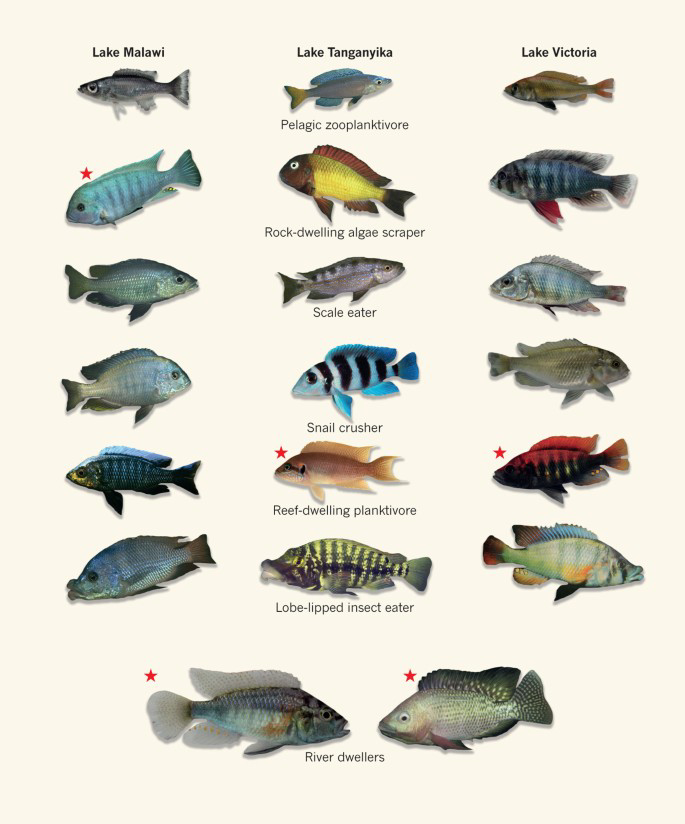 Lake Malawi
Lake Tanganyika
Lake Victoria
Pelagic zooplanktivore
Rock-dwelling algae scraper
Scale eater
Snail crusher
Reef-dwelling planktivore
Lobe-lipped insect eater
River dwellers